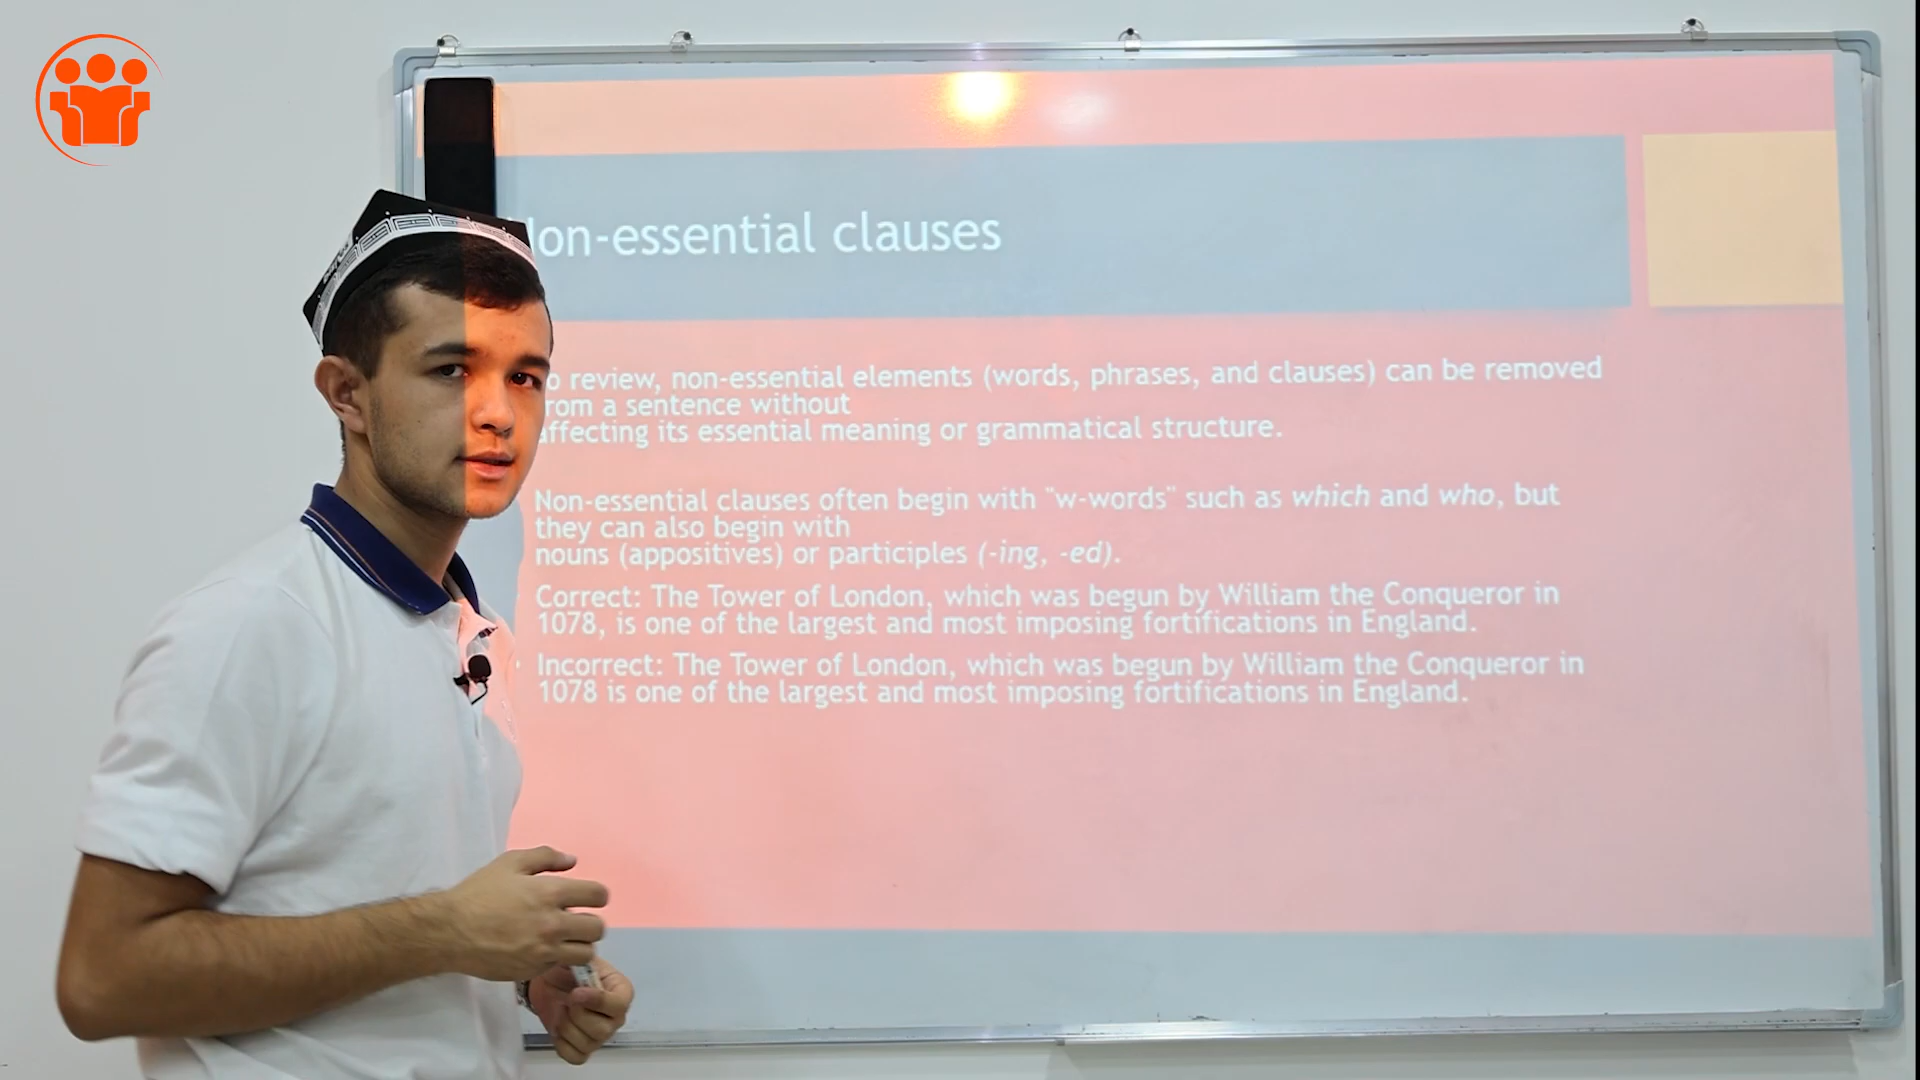 Non-essential clauses
To review, non-essential elements (words, phrases, and clauses) can be removed
from a sentence without
affecting its essential meaning or grammatical structure.
Non-essential clauses often begin with "w-words" such as which and who, but
they can also begin with
nouns (appositives) or participles (-ing, -ed).
Correct: The Tower of London, which was begun by William the Conqueror in
1078, is one of the largest and most imposing fortifications in England.
Incorrect: The Tower of London, which was begun by William the Conqueror in
1078 is one of the largest and most imposing fortifications in England.